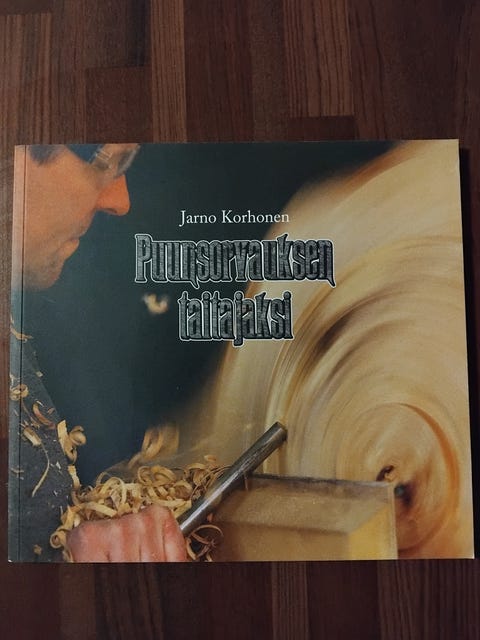 Jarno Korhonen
Puunsorvauksen
taitajaksi